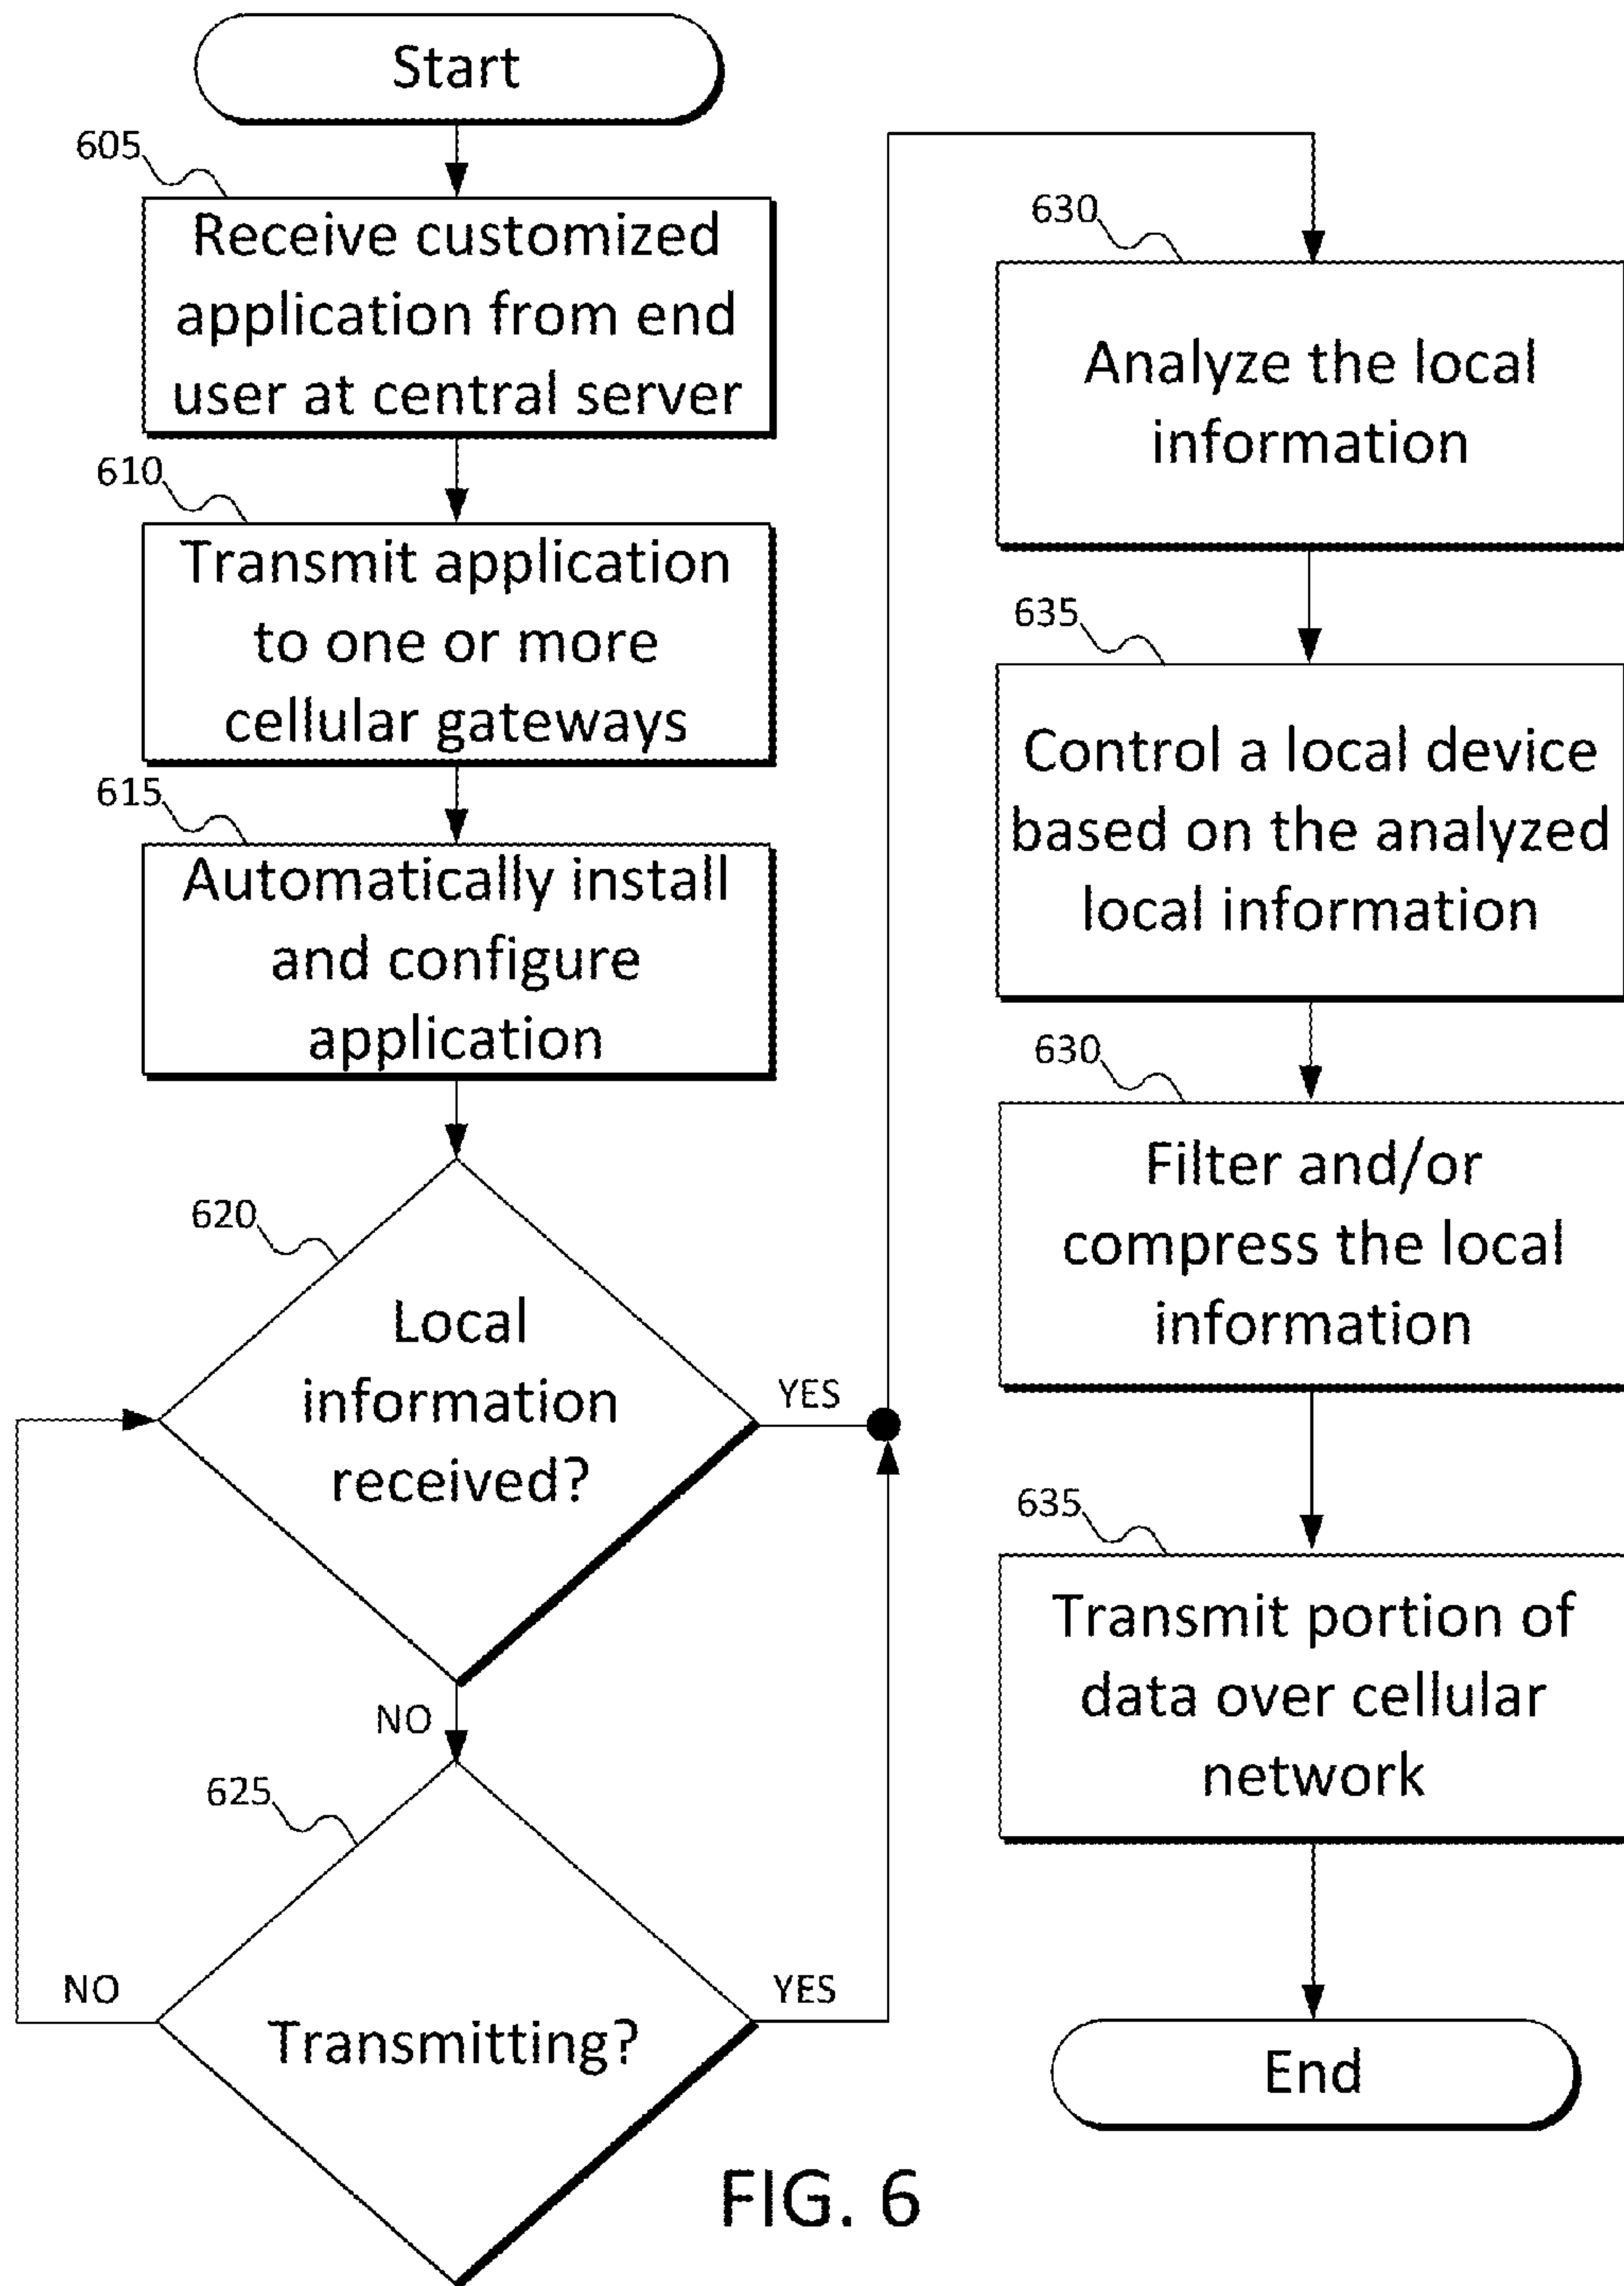 Start
605
Receive customized
application from end
user at central server
610
Transmit application
to one or more
cellular gateways
615
Automatically install
and configure
application
620
Local
information
received?
YES
NO
625
Transmitting?
NO
YES
630
Analyze the local
information
635
Control a local device
based on the analyzed
local information
630
Filter and/or
compress the local
information
635
Transmit portion of
data over cellular
network
End
FIG. 6